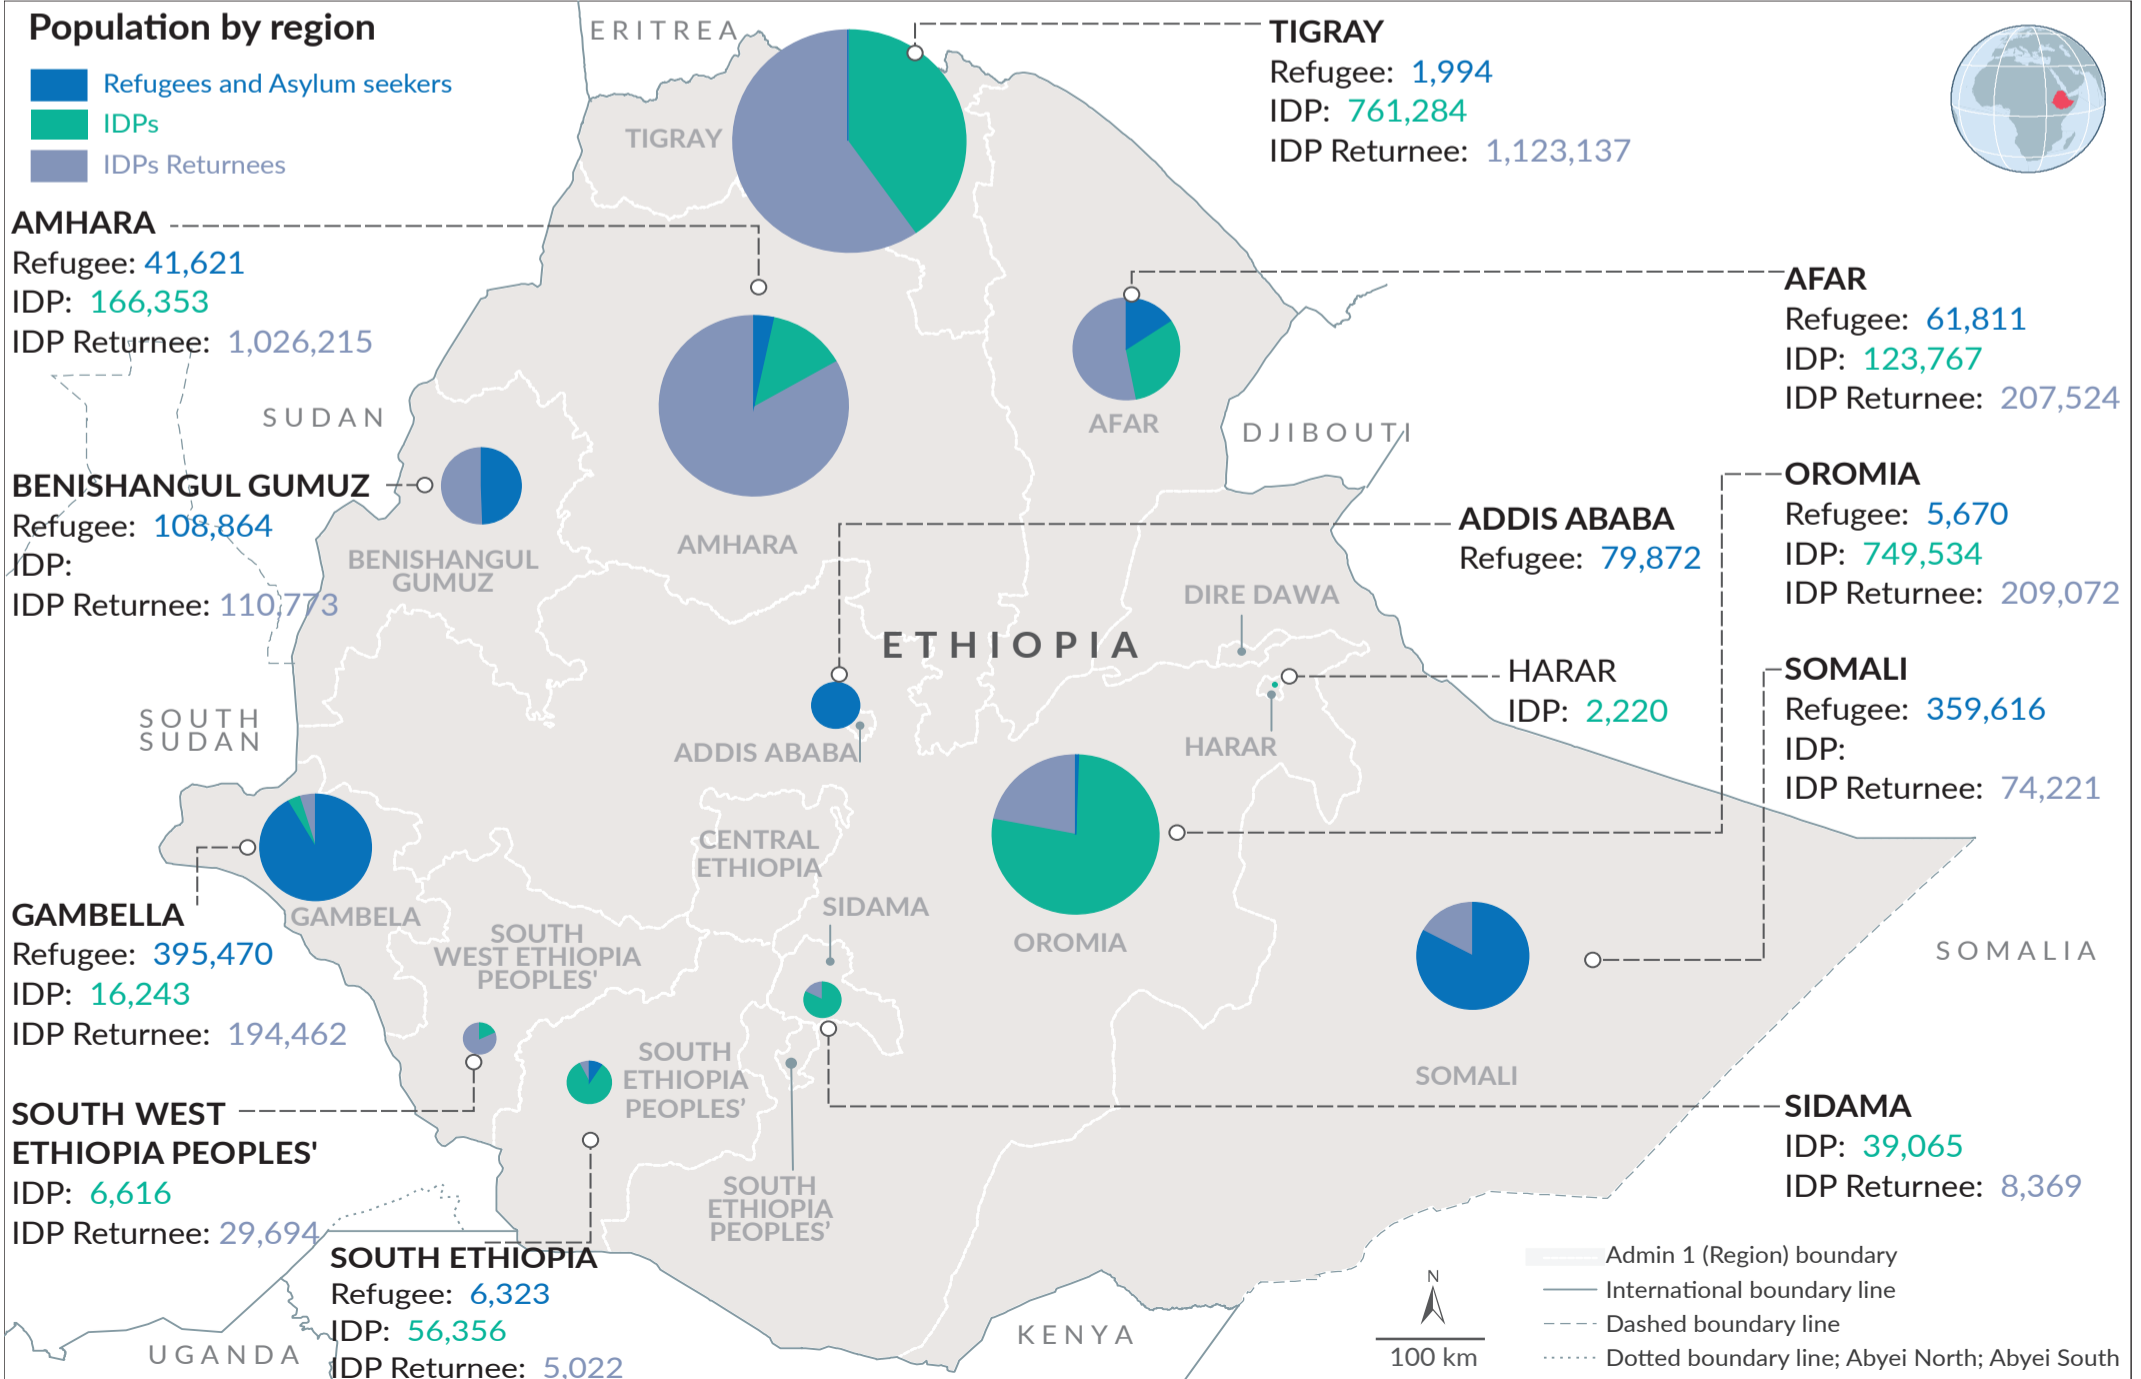 Population by region
Refugees and Asylum seekers
IDPs
IDPs Returnees
ERITREA
TIGRAY
Refugee: 1,994
IDP: 761,284
IDP Returnee: 1,123,137
TIGRAY
AMHARA
Refugee: 41,621
IDP: 166,353
IDP Returnee: 1,026,215
AFAR
Refugee: 61,811
IDP: 123,767
IDP Returnee: 207,524
SUDAN
AFAR
DJIBOUTI
BENISHANGUL GUMUZ
Refugee: 108,864
IDP:
IDP Returnee: 110,773
BENISHANGUL
GUMUZ
AMHARA
ADDIS ABABA
Refugee: 79,872
OROMIA
Refugee: 5,670
IDP: 749,534
IDP Returnee: 209,072
DIRE DAWA
ETHIOPIA
HARAR
IDP: 2,220
SOMALI
Refugee: 359,616
IDP:
IDP Returnee: 74,221
SOUTH
SUDAN
ADDIS ABABA
HARAR
CENTRAL
ETHIOPIA
GAMBELLA
Refugee: 395,470
IDP: 16,243
IDP Returnee: 194,462
GAMBELA
SOUTH
WEST ETHIOPIA
PEOPLES'
SIDAMA
OROMIA
SOMALIA
SOUTH
ETHIOPIA
PEOPLES’
SOMALI
SOUTH WEST
ETHIOPIA PEOPLES'
IDP: 6,616
IDP Returnee: 29,694
SIDAMA
IDP: 39,065
IDP Returnee: 8,369
SOUTH
ETHIOPIA
PEOPLES’
SOUTH ETHIOPIA
Refugee: 6,323
IDP: 56,356
IDP Returnee: 5,022
UGANDA
KENYA
N
100 km
Admin 1 (Region) boundary
International boundary line
Dashed boundary line
Dotted boundary line; Abyei North; Abyei South